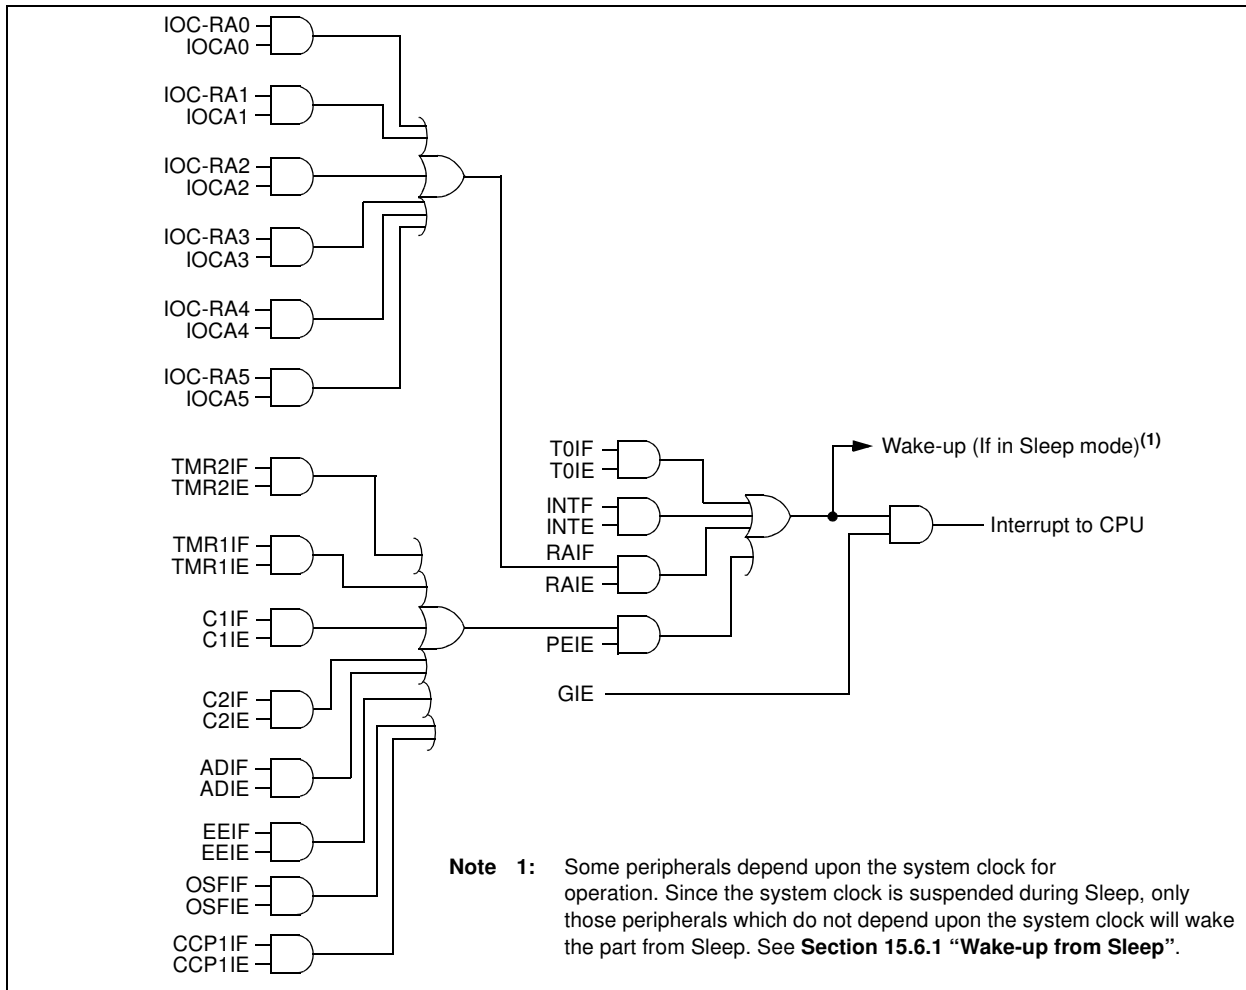 IOC-RA0
IOCA0
IOC-RA1
IOCA1
IOC-RA2
IOCA2
IOC-RA3
IOCA3
IOC-RA4
IOCA4
IOC-RA5
IOCA5
TMR2IF
TMR2IE
TMR1IF
TMR1IE
C1IF
C1IE
C2IF
C2IE
ADIF
ADIE
EEIF
EEIE
OSFIF
OSFIE
CCP1IF
CCP1IE
T0IF
T0IE
INTF
INTE
RAIF
RAIE
PEIE
GIE
Wake-up (If in Sleep mode)(1)
Interrupt to CPU
Note 1: Some peripherals depend upon the system clock for
operation. Since the system clock is suspended during Sleep, only
those peripherals which do not depend upon the system clock will wake
the part from Sleep. See Section 15.6.1 “Wake-up from Sleep”.